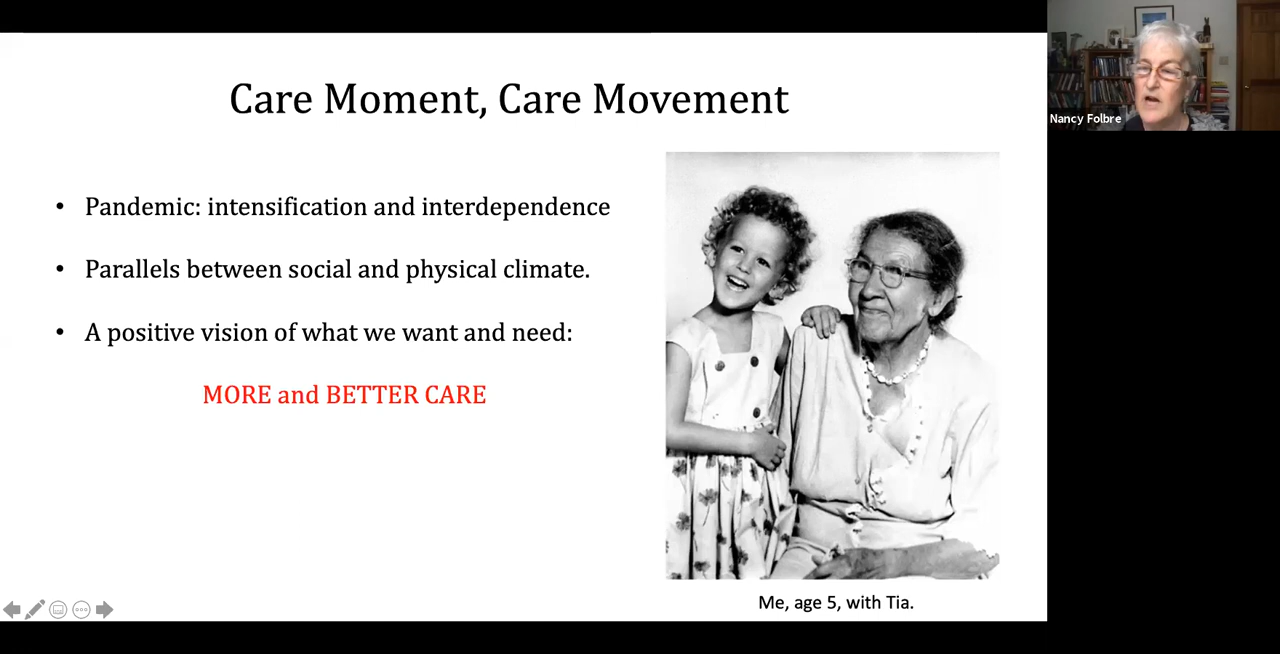 Care Moment, Care Movement
• Pandemic: intensification and interdependence
• Parallels between social and physical climate.
• A positive vision of what we want and need:
MORE and BETTER CARE
Me, age 5, with Tia.
Nancy Folbre